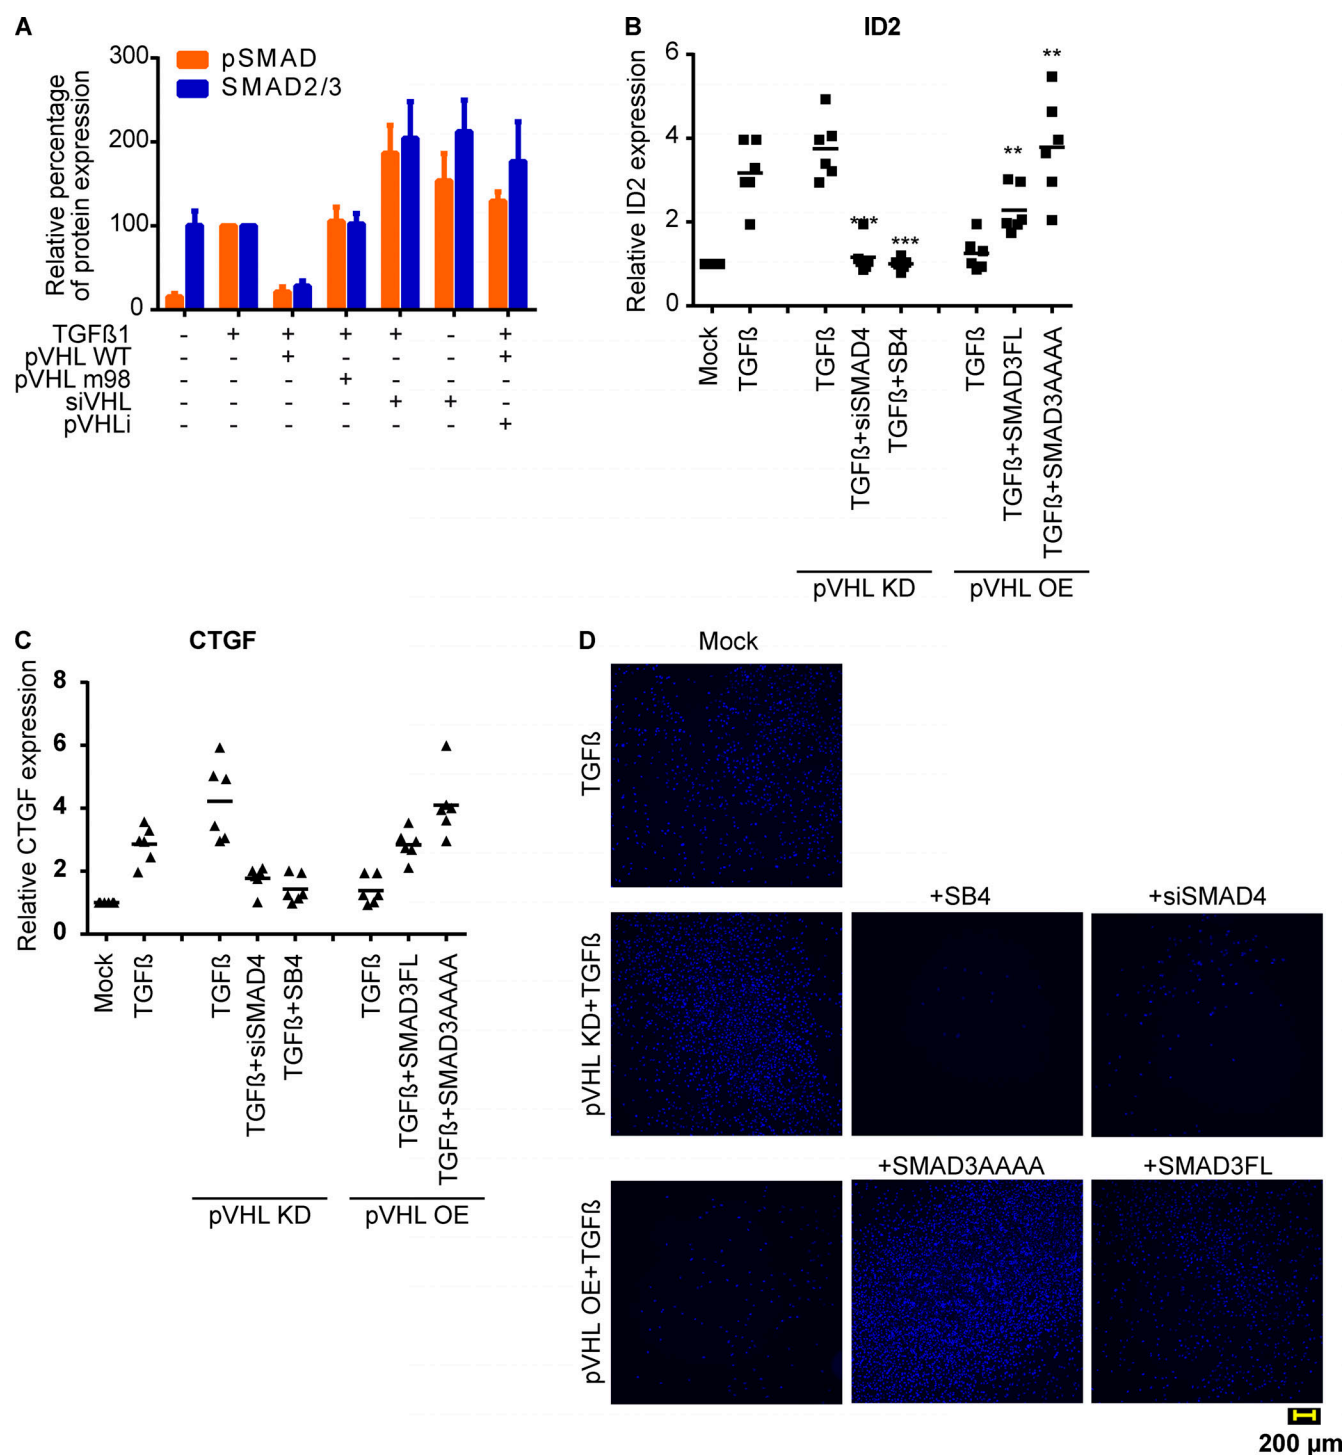 A
300
200
100
0
Relative percentage
of protein expression
pSMAD
SMAD2/3
TGFß1 - + + + + - +
pVHL WT - - + - - - +
pVHL m98 - - - + - - -
siVHL - - - - + + -
pVHLi - - - - - - +
B
ID2
6
4
2
0
Relative ID2 expression
***
***
**
**
Mock
TGFß
TGFß
TGFß+siSMAD4
TGFß+SB4
TGFß
TGFß+SMAD3FL
TGFß+SMAD3AAAA
pVHL KD
pVHL OE
C
CTGF
8
6
4
2
0
Relative CTGF expression
Mock
TGFß
TGFß
TGFß+siSMAD4
TGFß+SB4
TGFß
TGFß+SMAD3FL
TGFß+SMAD3AAAA
pVHL KD
pVHL OE
D
Mock
TGFß
+SB4
+siSMAD4
pVHL KD+TGFß
+SMAD3AAAA
+SMAD3FL
pVHL OE+TGFß
200 µm